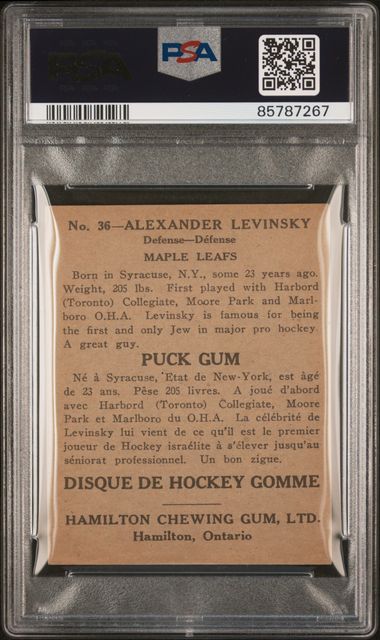 PSA
85787267
No. 36—ALEXANDER LEVINSKY
Defense—Défense
MAPLE LEAFS
Born in Syracuse, N.Y., some 23 years ago.
Weight, 205 lbs. First played with Harbord
(Toronto) Collegiate, Moore Park and Marl-
boro O.H.A. Levinsky is famous for being
the first and only Jew in major pro hockey.
A great guy.
PUCK GUM
Né à Syracuse, Etat de New-York, est âgé
de 23 ans. Pèse 205 livres. A joué d'abord
avec Harbord (Toronto) Collegiate, Moore
Park et Marlboro du O.H.A. La célébrité de
Levinsky lui vient de ce qu'il est le premier
joueur de Hockey israélite à s'élever jusqu'au
séniorat professionnel. Un bon zigue.
DISQUE DE HOCKEY GOMME
HAMILTON CHEWING GUM, LTD.
Hamilton, Ontario